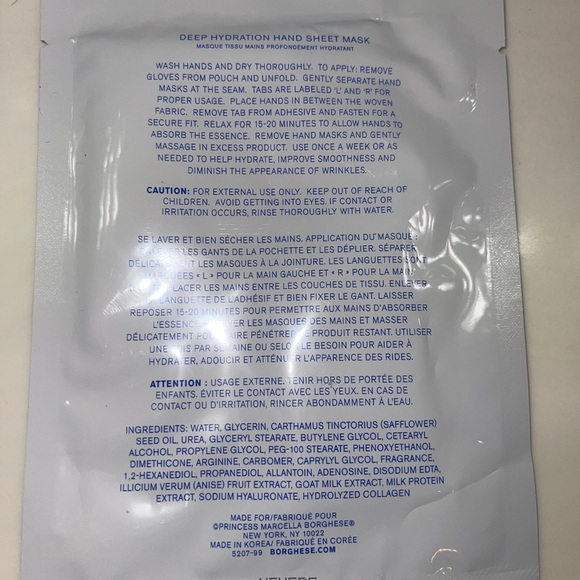 DEEP HYDRATION HAND SHEET MASK
MASQUE TISSU MAINS PROFONDÉMENT HYDRATANT
WASH HANDS AND DRY THOROUGHLY. TO APPLY: REMOVE
GLOVES FROM POUCH AND UNFOLD. GENTLY SEPARATE HAND
MASKS AT THE SEAM. TABS ARE LABELED 'L' AND 'R' FOR
PROPER USAGE. PLACE HANDS IN BETWEEN THE WOVEN
FABRIC. REMOVE TAB FROM ADHESIVE AND FASTEN FOR A
SECURE FIT. RELAX FOR 15-20 MINUTES TO ALLOW HANDS TO
ABSORB THE ESSENCE. REMOVE HAND MASKS AND GENTLY
MASSAGE IN EXCESS PRODUCT. USE ONCE A WEEK OR AS
NEEDED TO HELP HYDRATE, IMPROVE SMOOTHNESS AND
DIMINISH THE APPEARANCE OF WRINKLES.
CAUTION: FOR EXTERNAL USE ONLY. KEEP OUT OF REACH OF
CHILDREN. AVOID GETTING INTO EYES. IF CONTACT OR
IRRITATION OCCURS, RINSE THOROUGHLY WITH WATER.
SE LAVER ET BIEN SÉCHER LES MAINS. APPLICATION DU MASQUE :
LES GANTS DE LA POCHETTE ET LES DÉPLIER. SÉPARER
LES MASQUES À LA JOINTURE. LES LANGUETTES SONT
« L » POUR LA MAIN GAUCHE ET « R » POUR LA MAIN
LES MAINS ENTRE LES COUCHES DE TISSU. ENLEVER
LANGUETTE DE L'ADHÉSIF ET BIEN FIXER LE GANT. LAISSER
REPOSER 15-20 MINUTES POUR PERMETTRE AUX MAINS D'ABSORBER
LES MASQUES DES MAINS ET MASSER
DÉLICATEMENT FAIRE PÉNÉTRER PRODUIT RESTANT. UTILISER
PAR SEMAINE OU SELON LE BESOIN POUR AIDER À
HYDRATER, ADOUCIR ET ATTÉNUER L'APPARENCE DES RIDES.
ATTENTION : USAGE EXTERNE. TENIR HORS DE PORTÉE DES
ENFANTS. ÉVITER LE CONTACT AVEC LES YEUX. EN CAS DE
CONTACT OU D'IRRITATION, RINCER ABONDAMMENT À L'EAU.
INGREDIENTS: WATER, GLYCERIN, CARTHAMUS TINCTORIUS (SAFFLOWER)
SEED OIL, UREA, GLYCERYL STEARATE, BUTYLENE GLYCOL, CETEARYL
ALCOHOL, PROPYLENE GLYCOL, PEG-100 STEARATE, PHENOXYETHANOL,
DIMETHICONE, ARGININE, CARBOMER, CAPRYLYL GLYCOL, FRAGRANCE,
1,2-HEXANEDIOL, PROPANEDIOL, ALLANTOIN, ADENOSINE, DISODIUM EDTA,
ILLICIUM VERUM (ANISE) FRUIT EXTRACT, GOAT MILK EXTRACT, MILK PROTEIN
EXTRACT, SODIUM HYALURONATE, HYDROLYZED COLLAGEN
MADE FOR/FABRIQUÉ POUR
©PRINCESS MARCELLA BORGHESE®
NEW YORK, NY 10022
MADE IN KOREA/ FABRIQUÉ EN CORÉE
5207-99 BORGHESE.COM